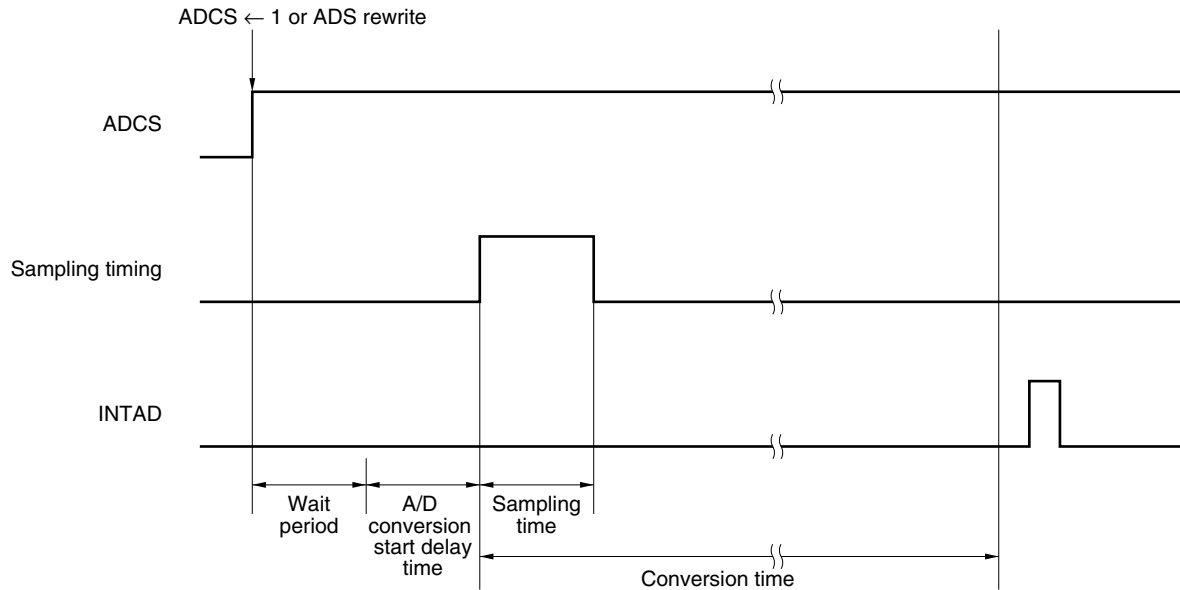 ADCS ← 1 or ADS rewrite
ADCS
Sampling timing
INTAD
Wait
period
A/D
conversion
start delay
time
Sampling
time
Conversion time